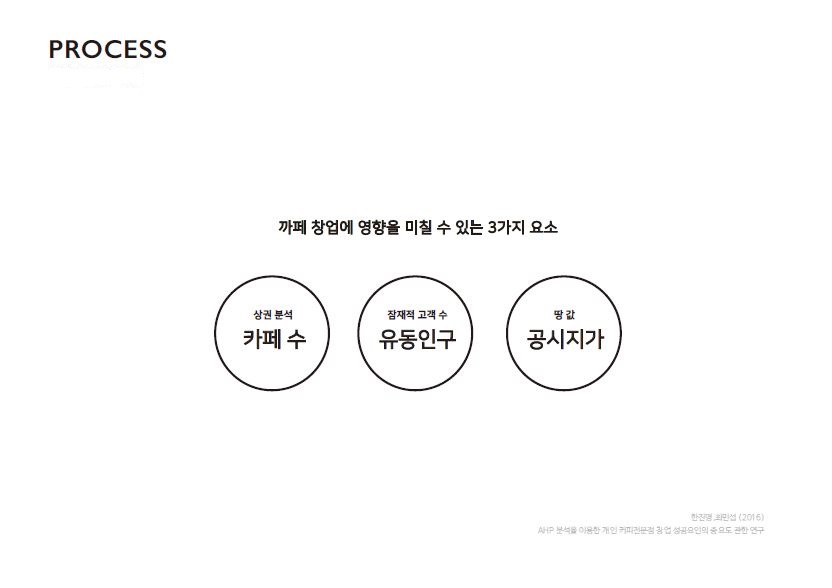 PROCESS
까페 창업에 영향을 미칠 수 있는 3가지 요소
상권 분석
카페 수
잠재적 고객 수
유동인구
땅 값
공시지가
한진영,최민섭 (2016)
AHP 분석을 이용한 개인 커피전문점 창업 성공요인의 중요도 관한 연구